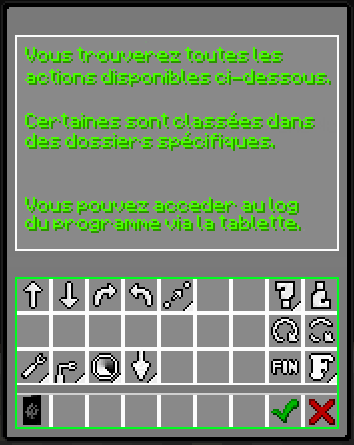 Vous trouverez toutes les
actions disponibles ci-dessous.
Certaines sont classées dans
des dossiers spécifiques.
Vous pouvez acceder au log
du programme via la tablette.
?
FIN F